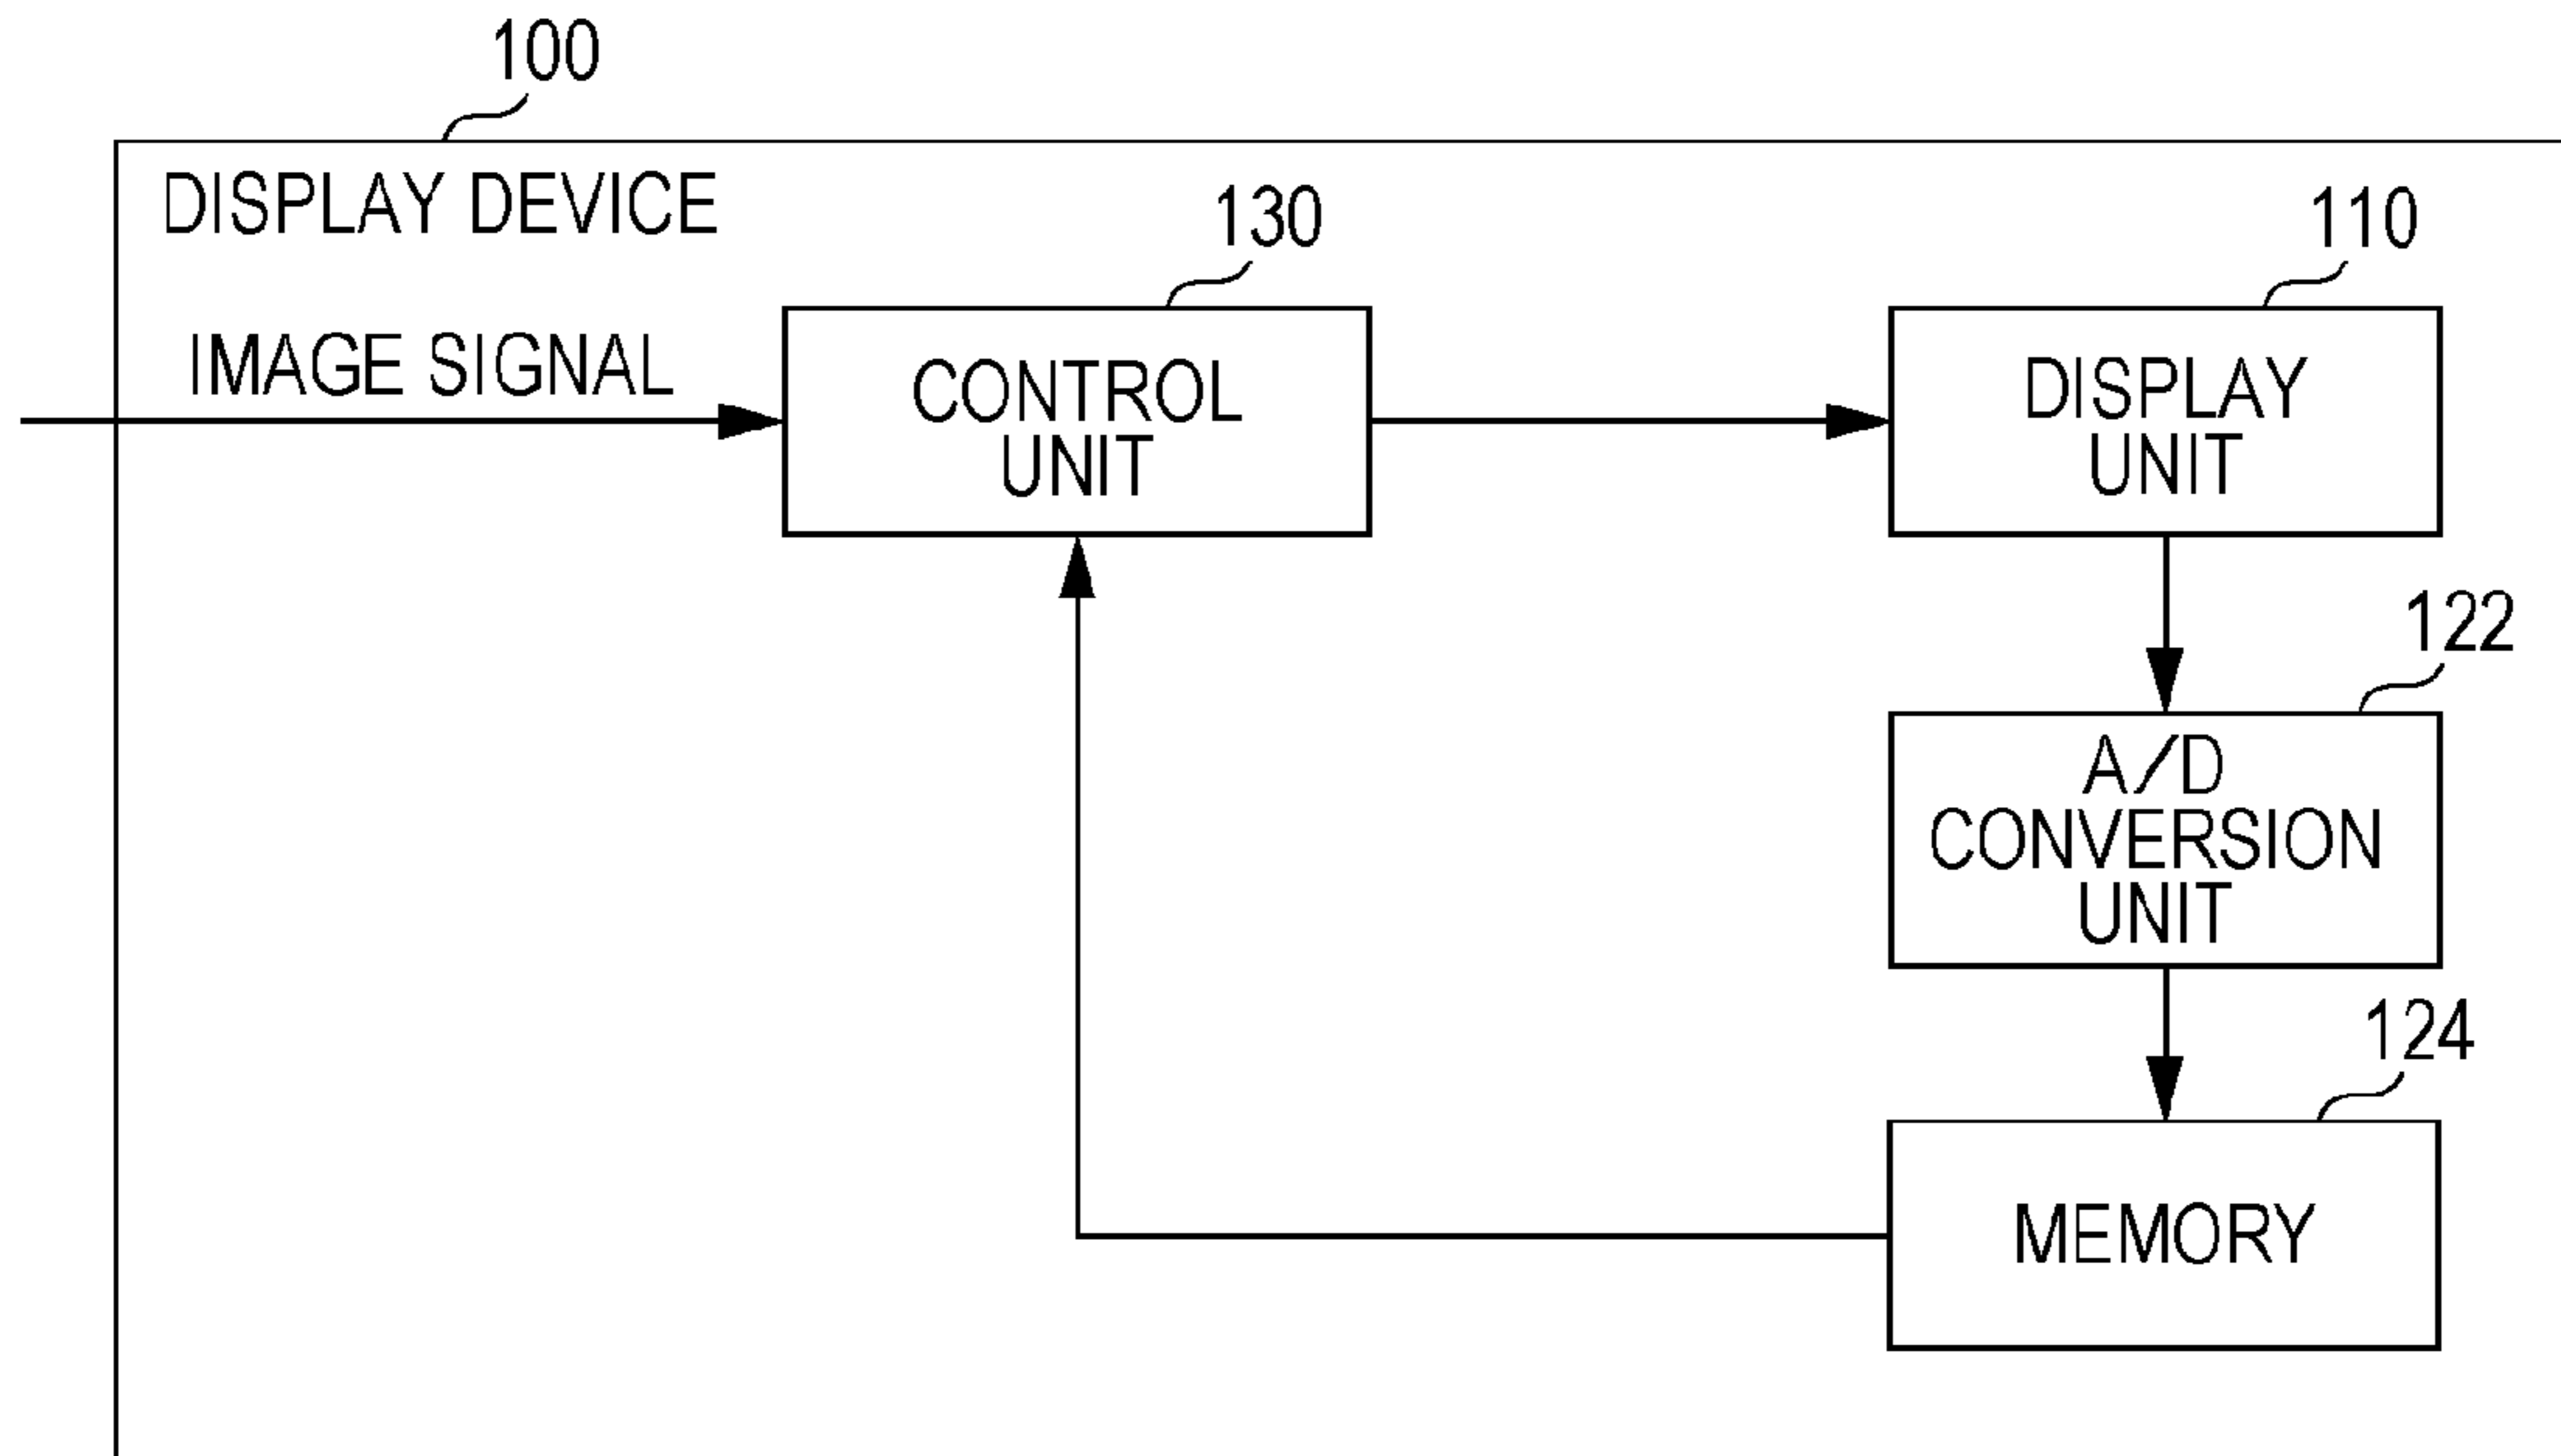 100
DISPLAY DEVICE
130
110
IMAGE SIGNAL
CONTROL
UNIT
DISPLAY
UNIT
122
A/D
CONVERSION
UNIT
124
MEMORY